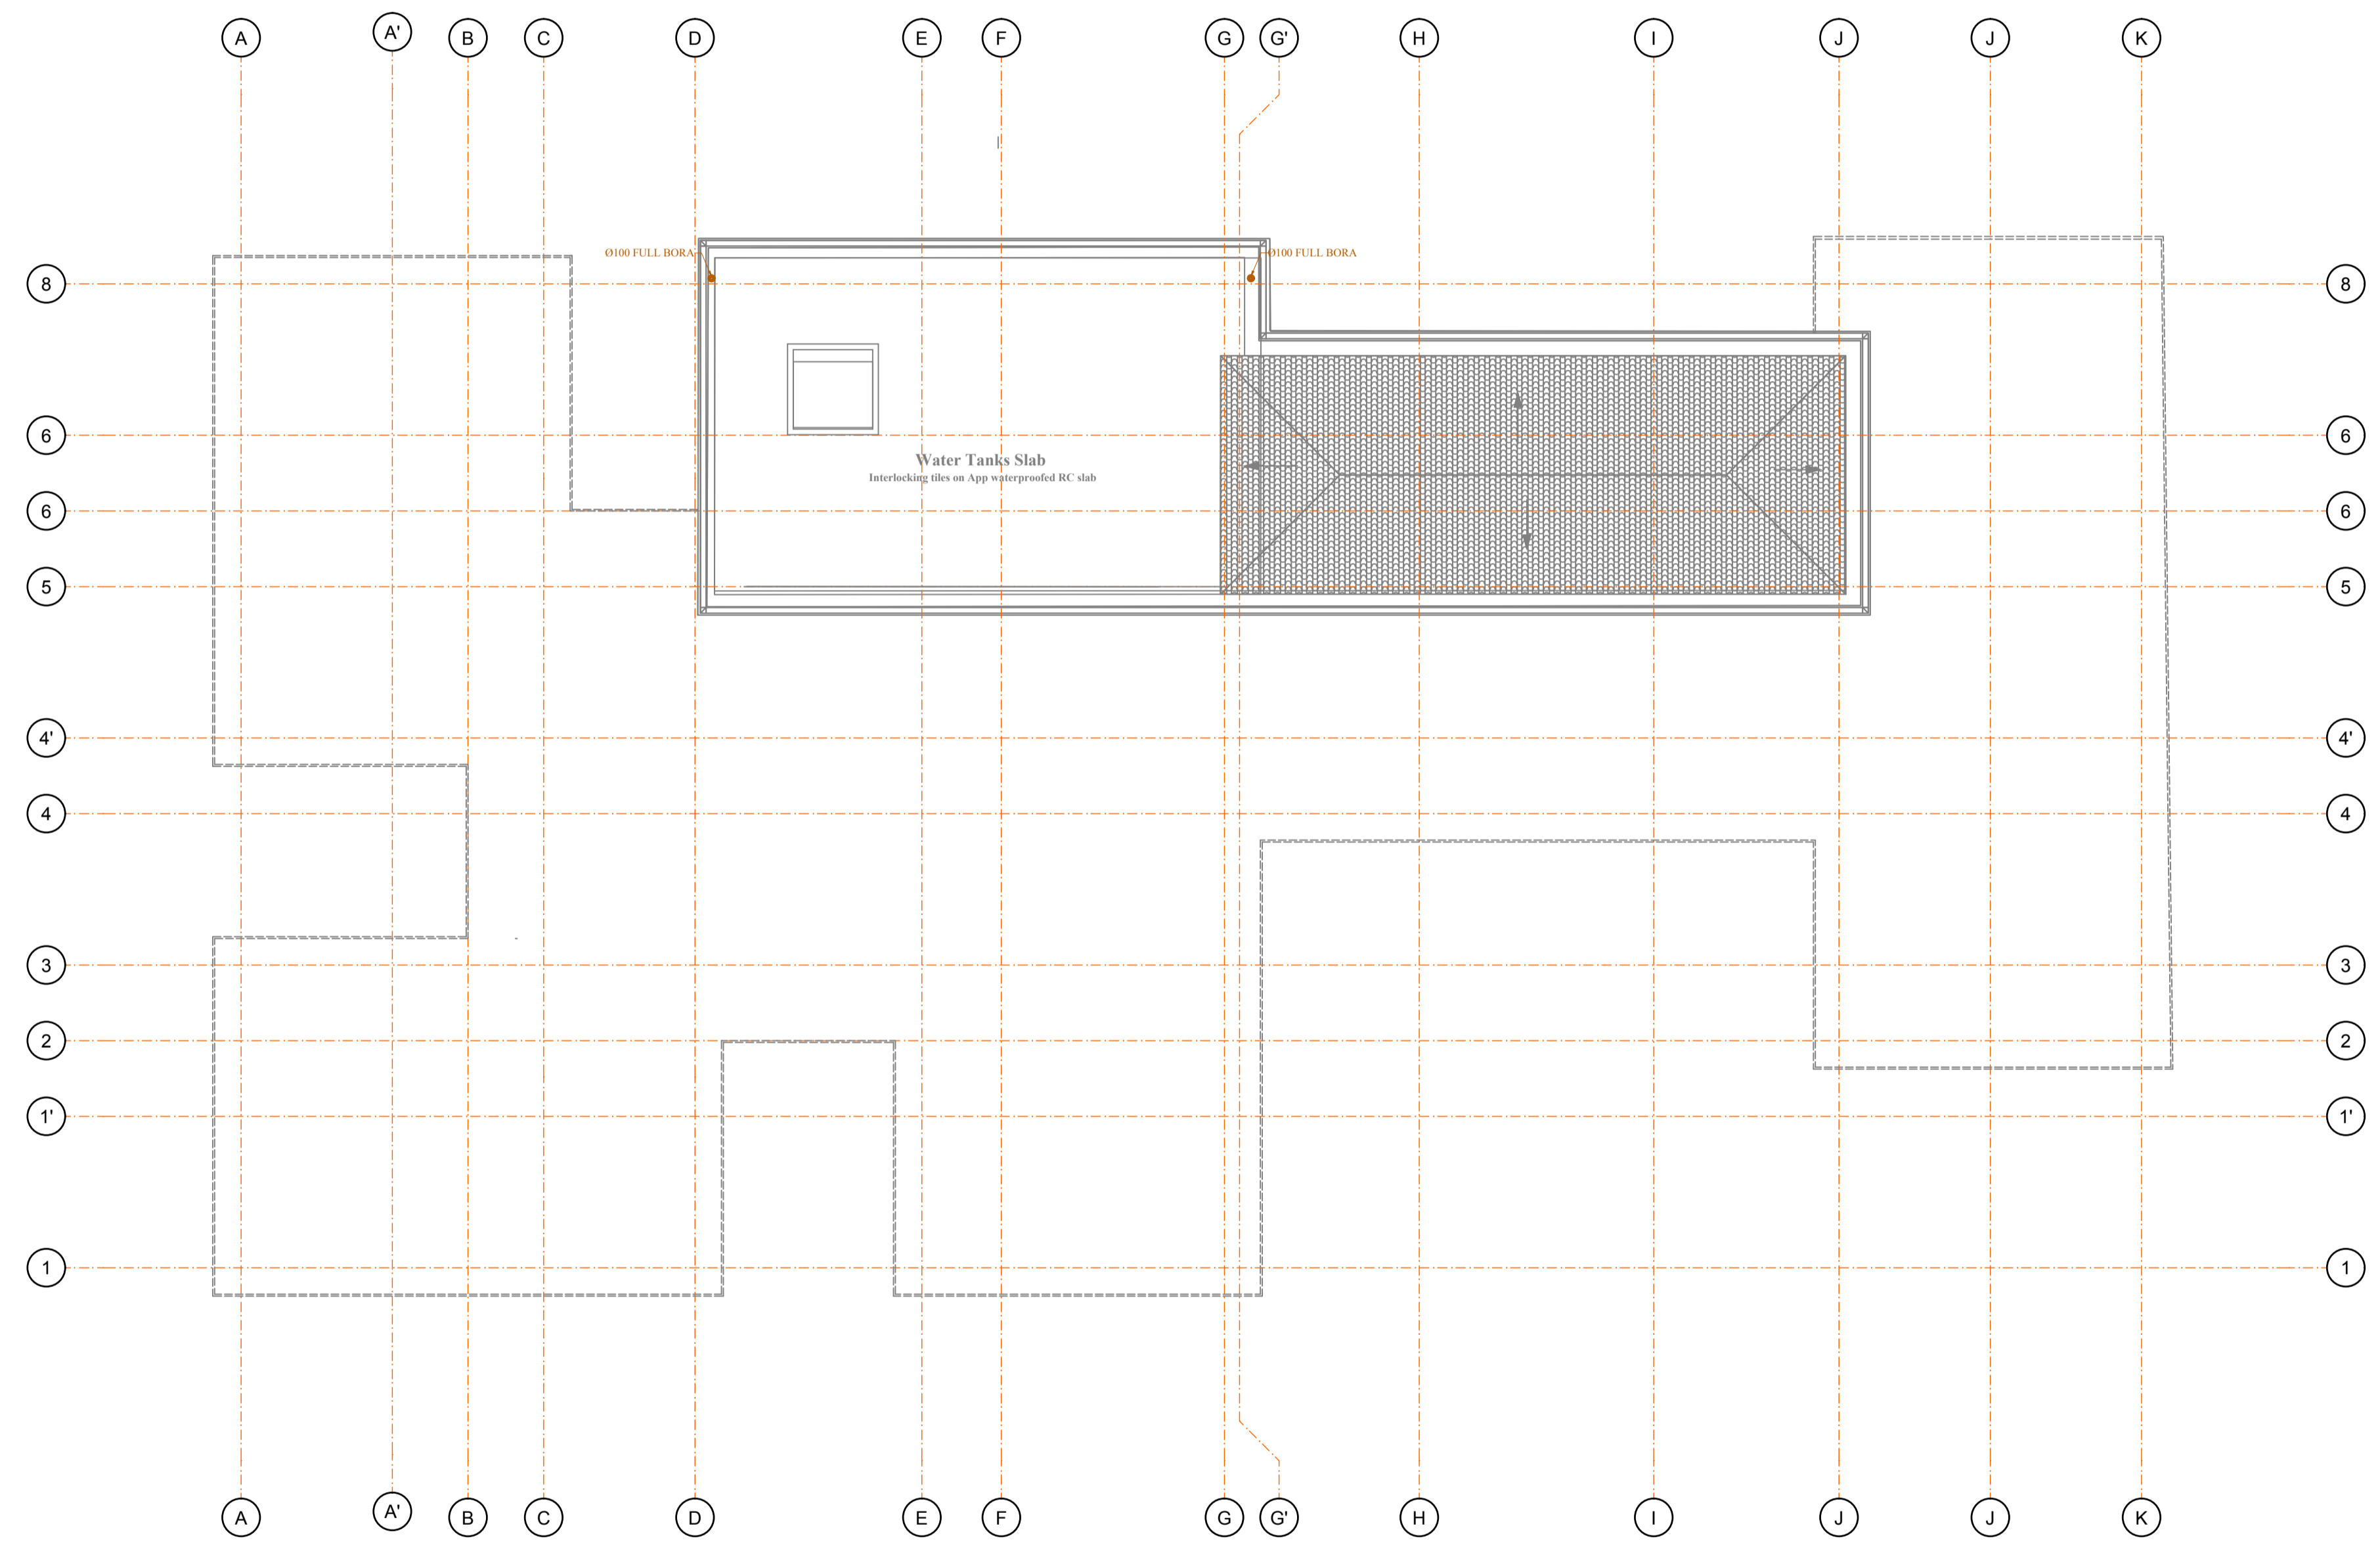 A A' B C D E F G G' H I J J K
Ø100 FULL BORA Ø100 FULL BORA
8 8
6 6
Water Tanks Slab
Interlocking tiles on App waterproofed RC slab
6 6
5 5
4' 4'
4 4
3 3
2 2
1' 1'
1 1
A A' B C D E F G G' H I J J K